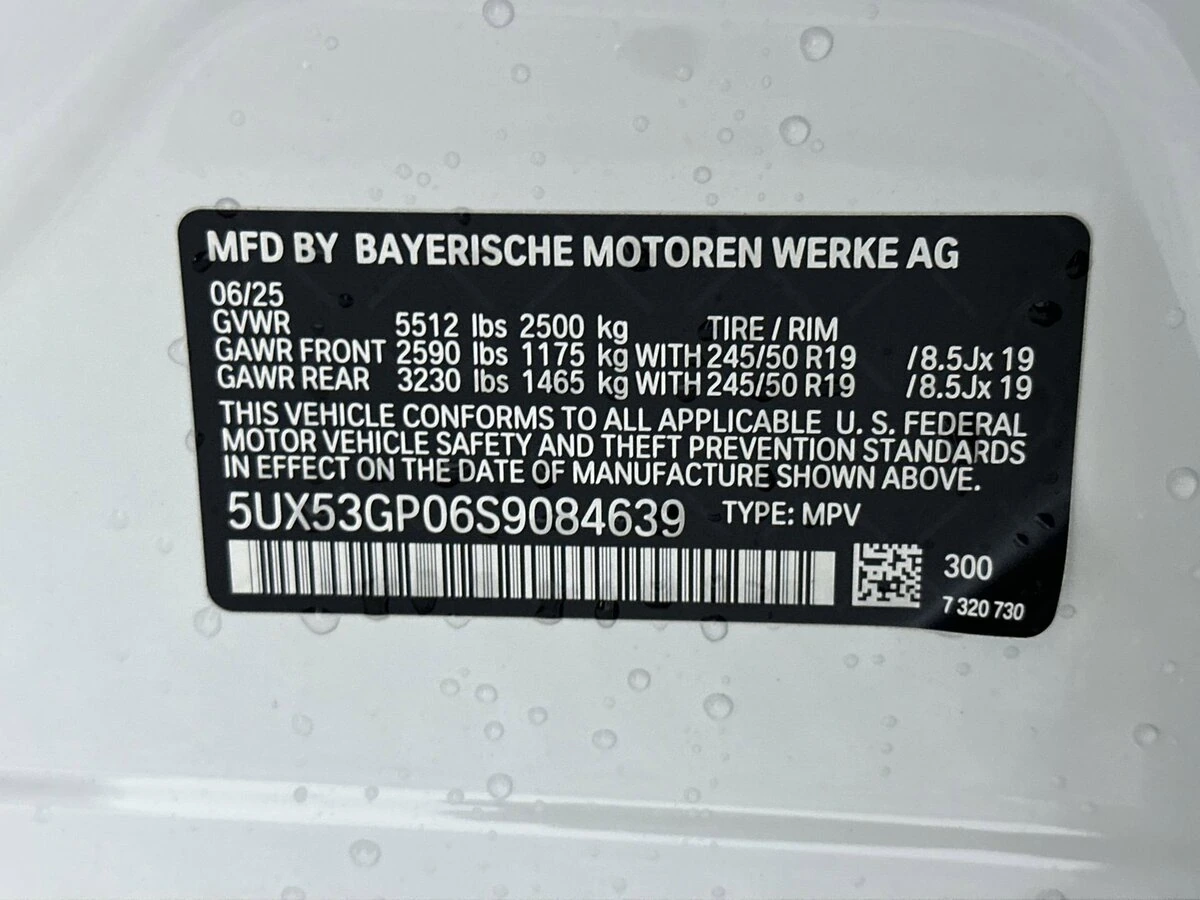 MFD BY BAYERISCHE MOTOREN WERKE AG
06/25
GVWR 5512 lbs 2500 kg TIRE / RIM
GAWR FRONT 2590 lbs 1175 kg WITH 245/50 R19 /8.5Jx 19
GAWR REAR 3230 lbs 1465 kg WITH 245/50 R19 /8.5Jx 19
THIS VEHICLE CONFORMS TO ALL APPLICABLE U. S. FEDERAL
MOTOR VEHICLE SAFETY AND THEFT PREVENTION STANDARDS
IN EFFECT ON THE DATE OF MANUFACTURE SHOWN ABOVE.
5UX53GP06S9084639 TYPE: MPV
300
7 320 730